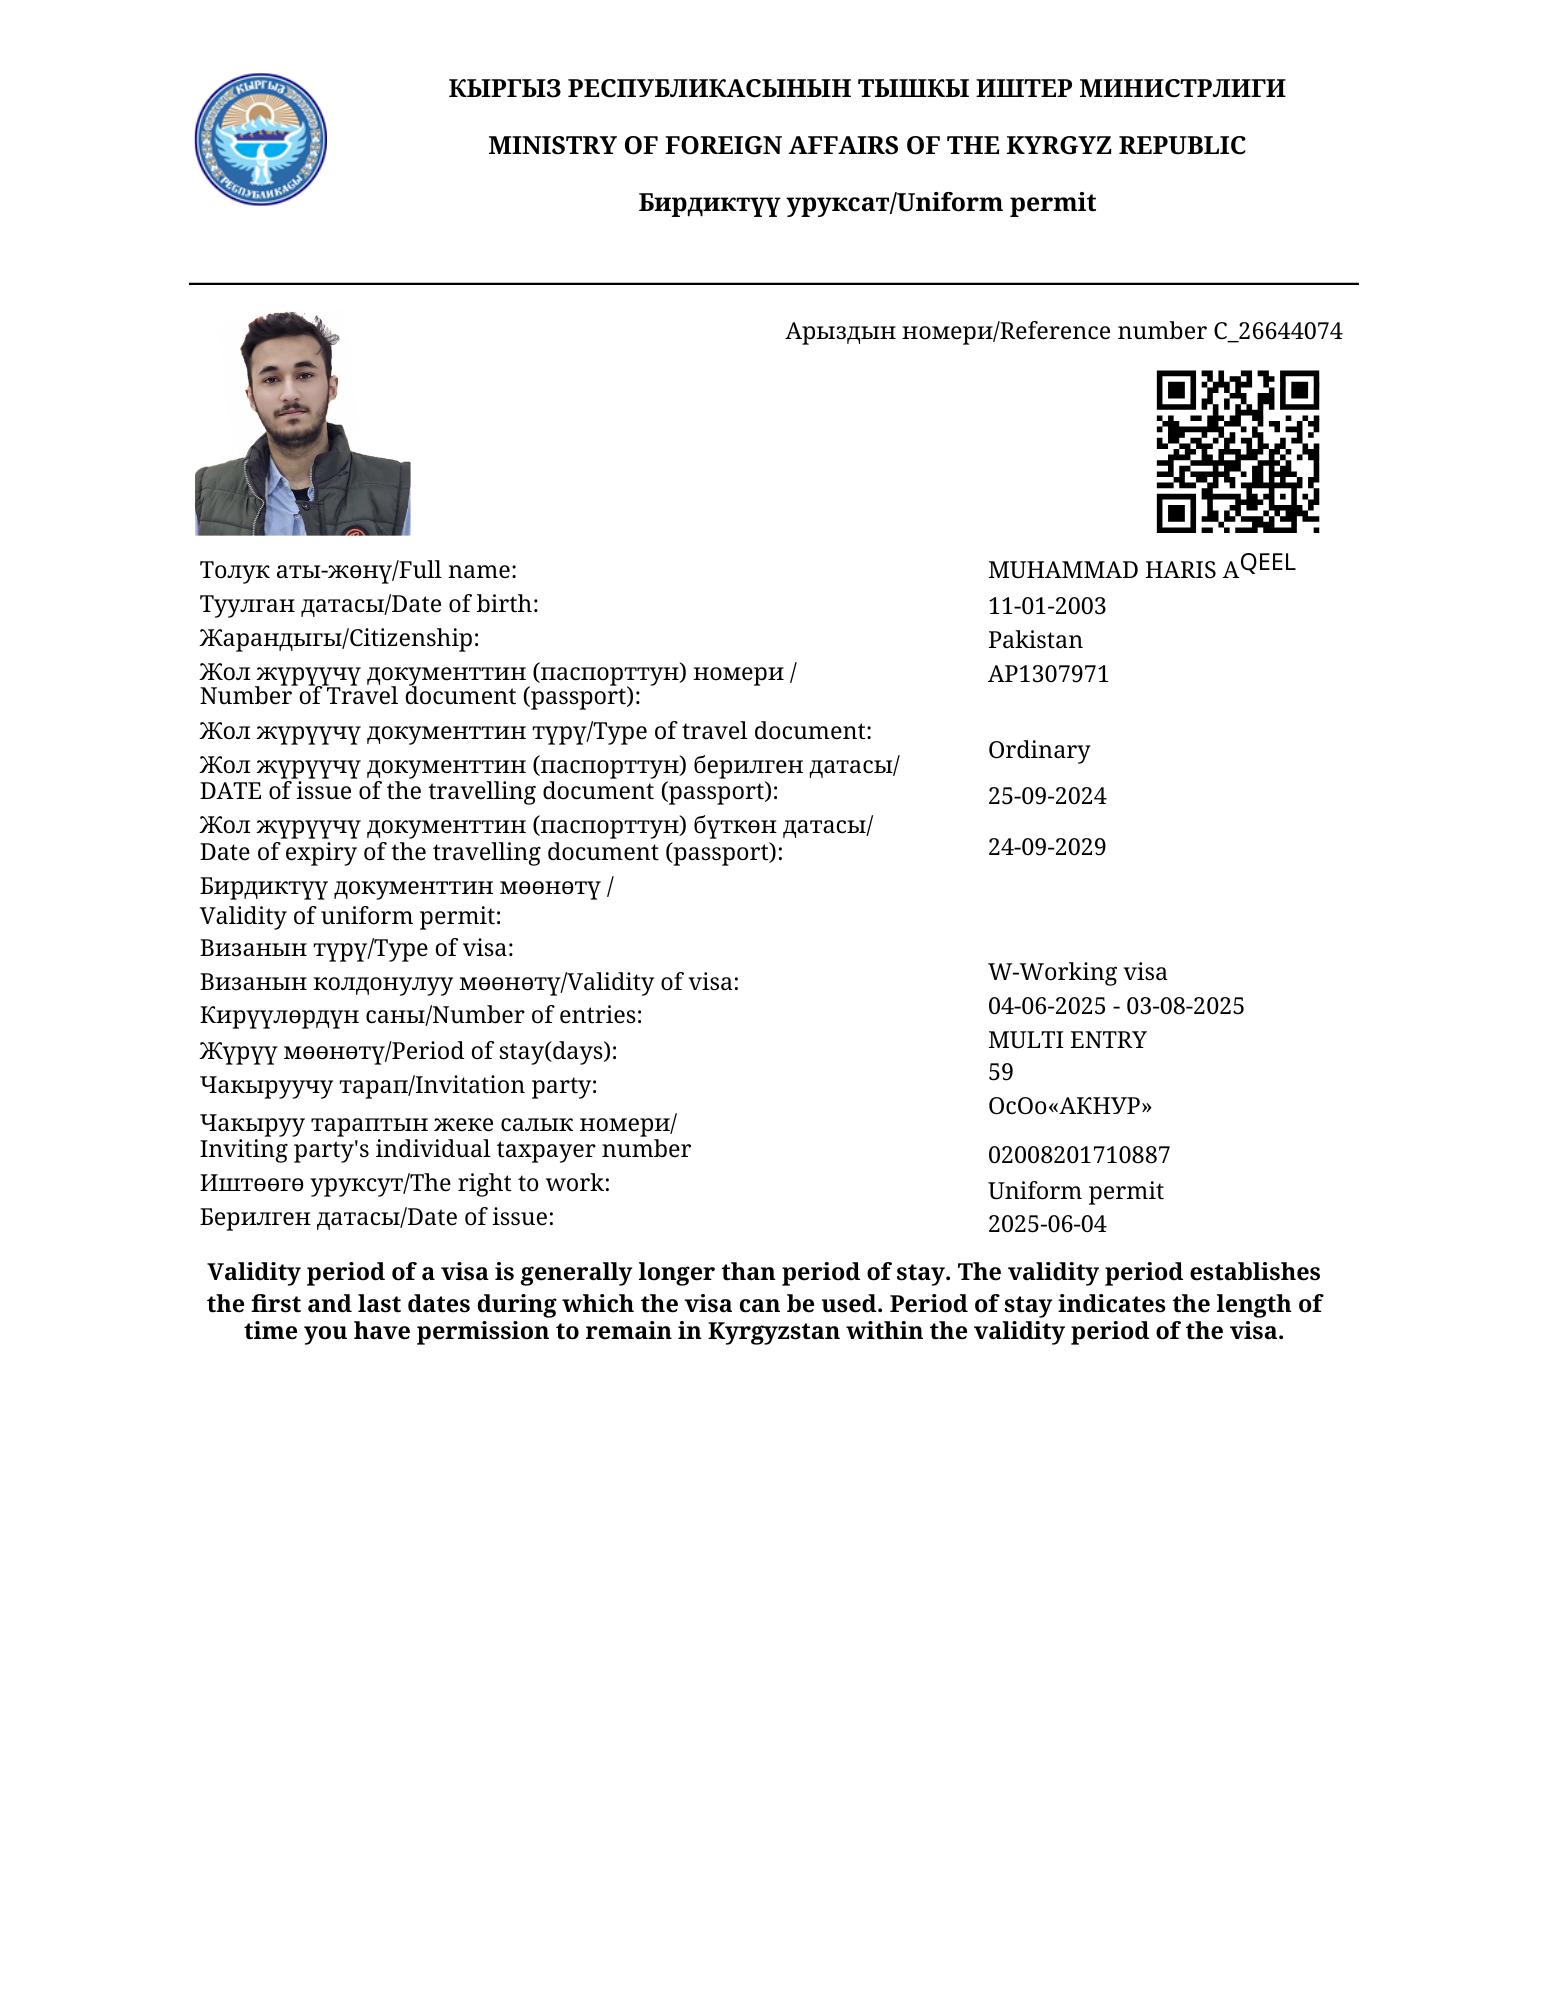 КЫРГЫЗ
РЕСПУБЛИКАСЫ
КЫРГЫЗ РЕСПУБЛИКАСЫНЫН ТЫШКЫ ИШТЕР МИНИСТРЛИГИ
MINISTRY OF FOREIGN AFFAIRS OF THE KYRGYZ REPUBLIC
Бирдиктүү уруксат/Uniform permit
Арыздын номери/Reference number C_26644074
Толук аты-жөнү/Full name: MUHAMMAD HARIS AQEEL
Туулган датасы/Date of birth: 11-01-2003
Жарандыгы/Citizenship: Pakistan
Жол жүрүүчү документтин (паспорттун) номери / AP1307971
Number of Travel document (passport):
Жол жүрүүчү документтин түрү/Type of travel document: Ordinary
Жол жүрүүчү документтин (паспорттун) берилген датасы/
DATE of issue of the travelling document (passport): 25-09-2024
Жол жүрүүчү документтин (паспорттун) бүткөн датасы/
Date of expiry of the travelling document (passport): 24-09-2029
Бирдиктүү документтин мөөнөтү /
Validity of uniform permit:
Визанын түрү/Type of visa: W-Working visa
Визанын колдонулуу мөөнөтү/Validity of visa: 04-06-2025 - 03-08-2025
Кирүүлөрдүн саны/Number of entries: MULTI ENTRY
Жүрүү мөөнөтү/Period of stay(days): 59
Чакыруучу тарап/Invitation party: ОсОо«АКНУР»
Чакыруу тараптын жеке салык номери/
Inviting party's individual taxpayer number 02008201710887
Иштөөгө уруксут/The right to work: Uniform permit
Берилген датасы/Date of issue: 2025-06-04
Validity period of a visa is generally longer than period of stay. The validity period establishes
the first and last dates during which the visa can be used. Period of stay indicates the length of
time you have permission to remain in Kyrgyzstan within the validity period of the visa.